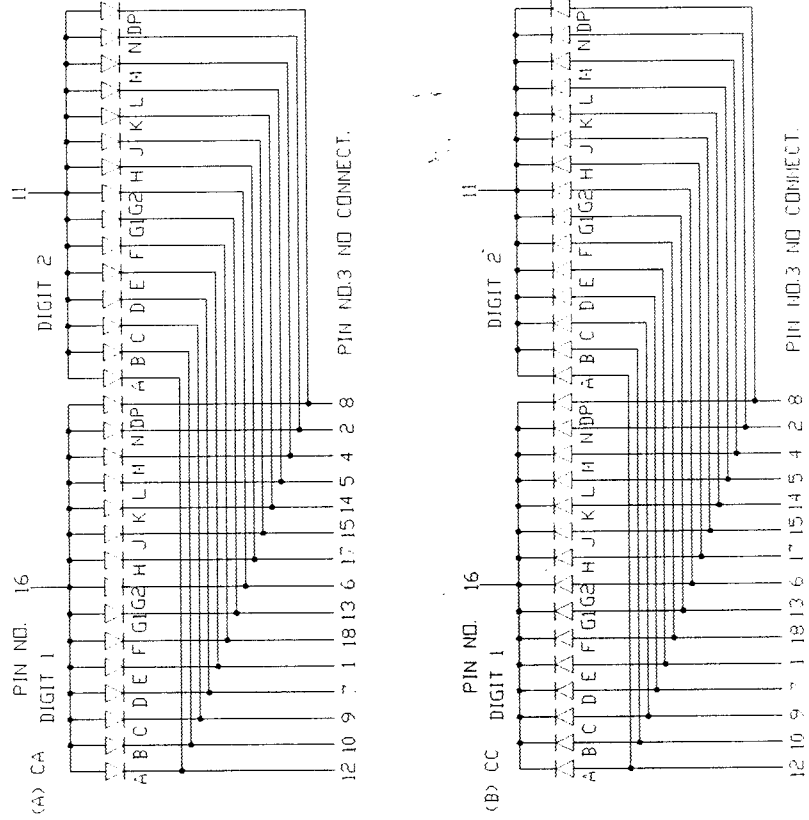 (A) CA
PIN NO. 16 11
DIGIT 1 DIGIT 2
A B C D E F G1 G2 H J K L M N DP A B C D E F G1 G2 H J K L M N DP
12 10 9 7 1 18 13 6 17 15 14 5 4 2 8
PIN NO.3 NO CONNECT.
(B) CC
PIN NO. 16 11
DIGIT 1 DIGIT 2
A B C D E F G1 G2 H J K L M N DP A B C D E F G1 G2 H J K L M N DP
12 10 9 7 1 18 13 6 17 15 14 5 4 2 8
PIN NO.3 NO CONNECT.